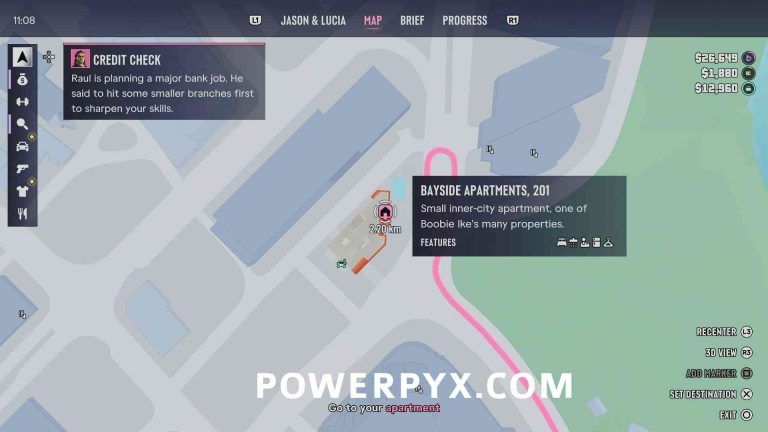 11:08
L1
JASON & LUCIA
MAP
BRIEF
PROGRESS
R1
CREDIT CHECK
Raul is planning a major bank job. He
said to hit some smaller branches first
to sharpen your skills.
$26,649
$1,880
$12,960
BAYSIDE APARTMENTS, 201
Small inner-city apartment, one of
Boobie Ike's many properties.
FEATURES
2.20 km
RECENTER L3
3D VIEW R3
ADD MARKER
SET DESTINATION
EXIT
POWERPYX.COM
Go to your apartment